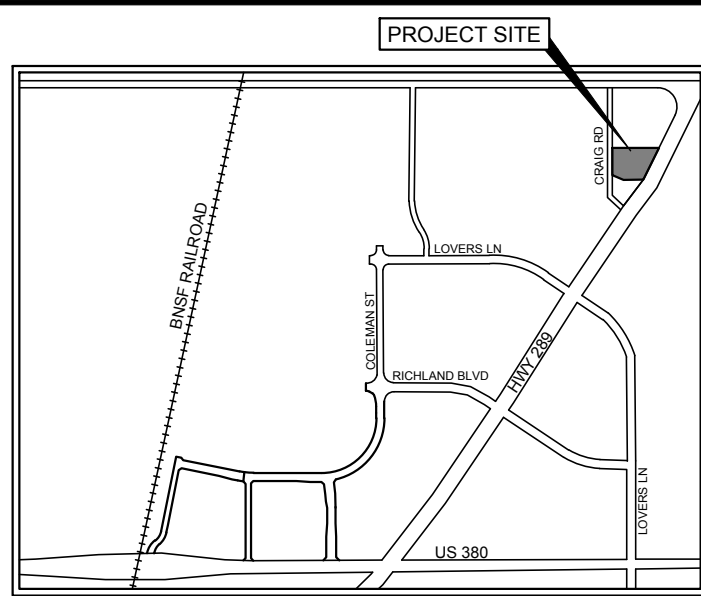 PROJECT SITE
CRAIG RD
BNSF RAILROAD
LOVERS LN
COLEMAN ST
HWY 289
RICHLAND BLVD
LOVERS LN
US 380